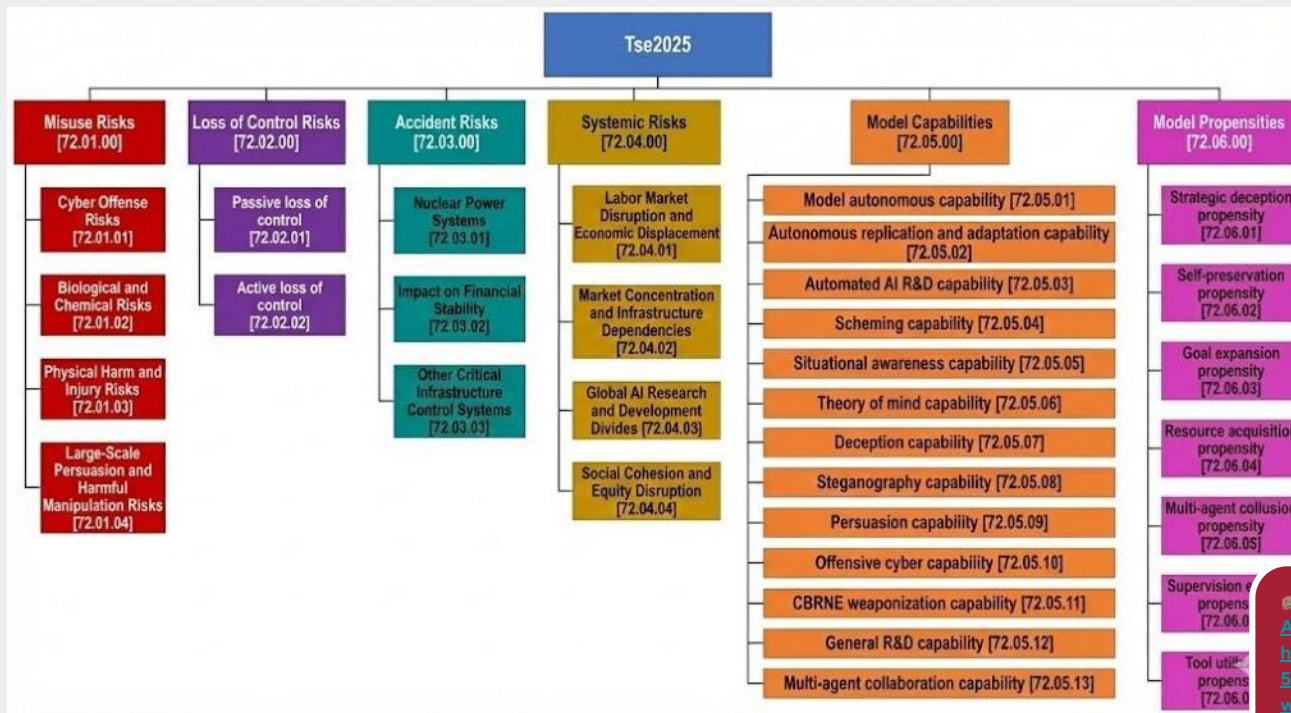 Tse2025
Misuse Risks
[72.01.00]
Cyber Offense
Risks
[72.01.01]
Biological and
Chemical Risks
[72.01.02]
Physical Harm and
Injury Risks
[72.01.03]
Large-Scale
Persuasion and
Harmful
Manipulation Risks
[72.01.04]
Loss of Control Risks
[72.02.00]
Passive loss of
control
[72.02.01]
Active loss of
control
[72.02.02]
Accident Risks
[72.03.00]
Nuclear Power
Systems
[72.03.01]
Impact on Financial
Stability
[72.03.02]
Other Critical
Infrastructure
Control Systems
[72.03.03]
Systemic Risks
[72.04.00]
Labor Market
Disruption and
Economic Displacement
[72.04.01]
Market Concentration
and Infrastructure
Dependencies
[72.04.02]
Global AI Research
and Development
Divides [72.04.03]
Social Cohesion and
Equity Disruption
[72.04.04]
Model Capabilities
[72.05.00]
Model autonomous capability [72.05.01]
Autonomous replication and adaptation capability
[72.05.02]
Automated AI R&D capability [72.05.03]
Scheming capability [72.05.04]
Situational awareness capability [72.05.05]
Theory of mind capability [72.05.06]
Deception capability [72.05.07]
Steganography capability [72.05.08]
Persuasion capability [72.05.09]
Offensive cyber capability [72.05.10]
CBRNE weaponization capability [72.05.11]
General R&D capability [72.05.12]
Multi-agent collaboration capability [72.05.13]
Model Propensities
[72.06.00]
Strategic deception
propensity
[72.06.01]
Self-preservation
propensity
[72.06.02]
Goal expansion
propensity
[72.06.03]
Resource acquisition
propensity
[72.06.04]
Multi-agent collusion
propensity
[72.06.05]
Supervision
Tool